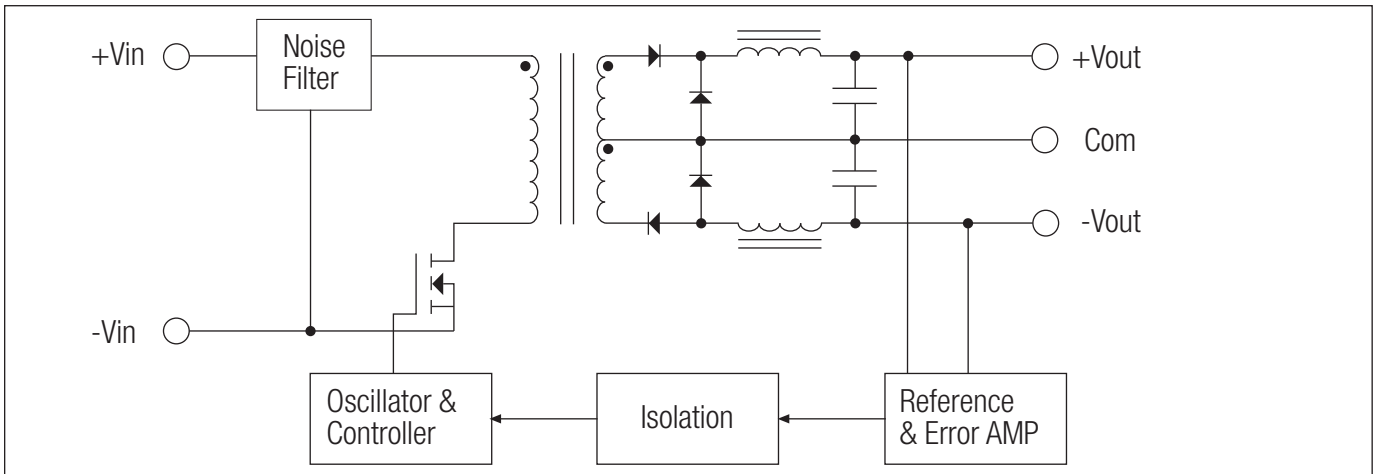 +Vin
Noise
Filter
+Vout
Com
-Vout
-Vin
Oscillator &
Controller
Isolation
Reference
& Error AMP